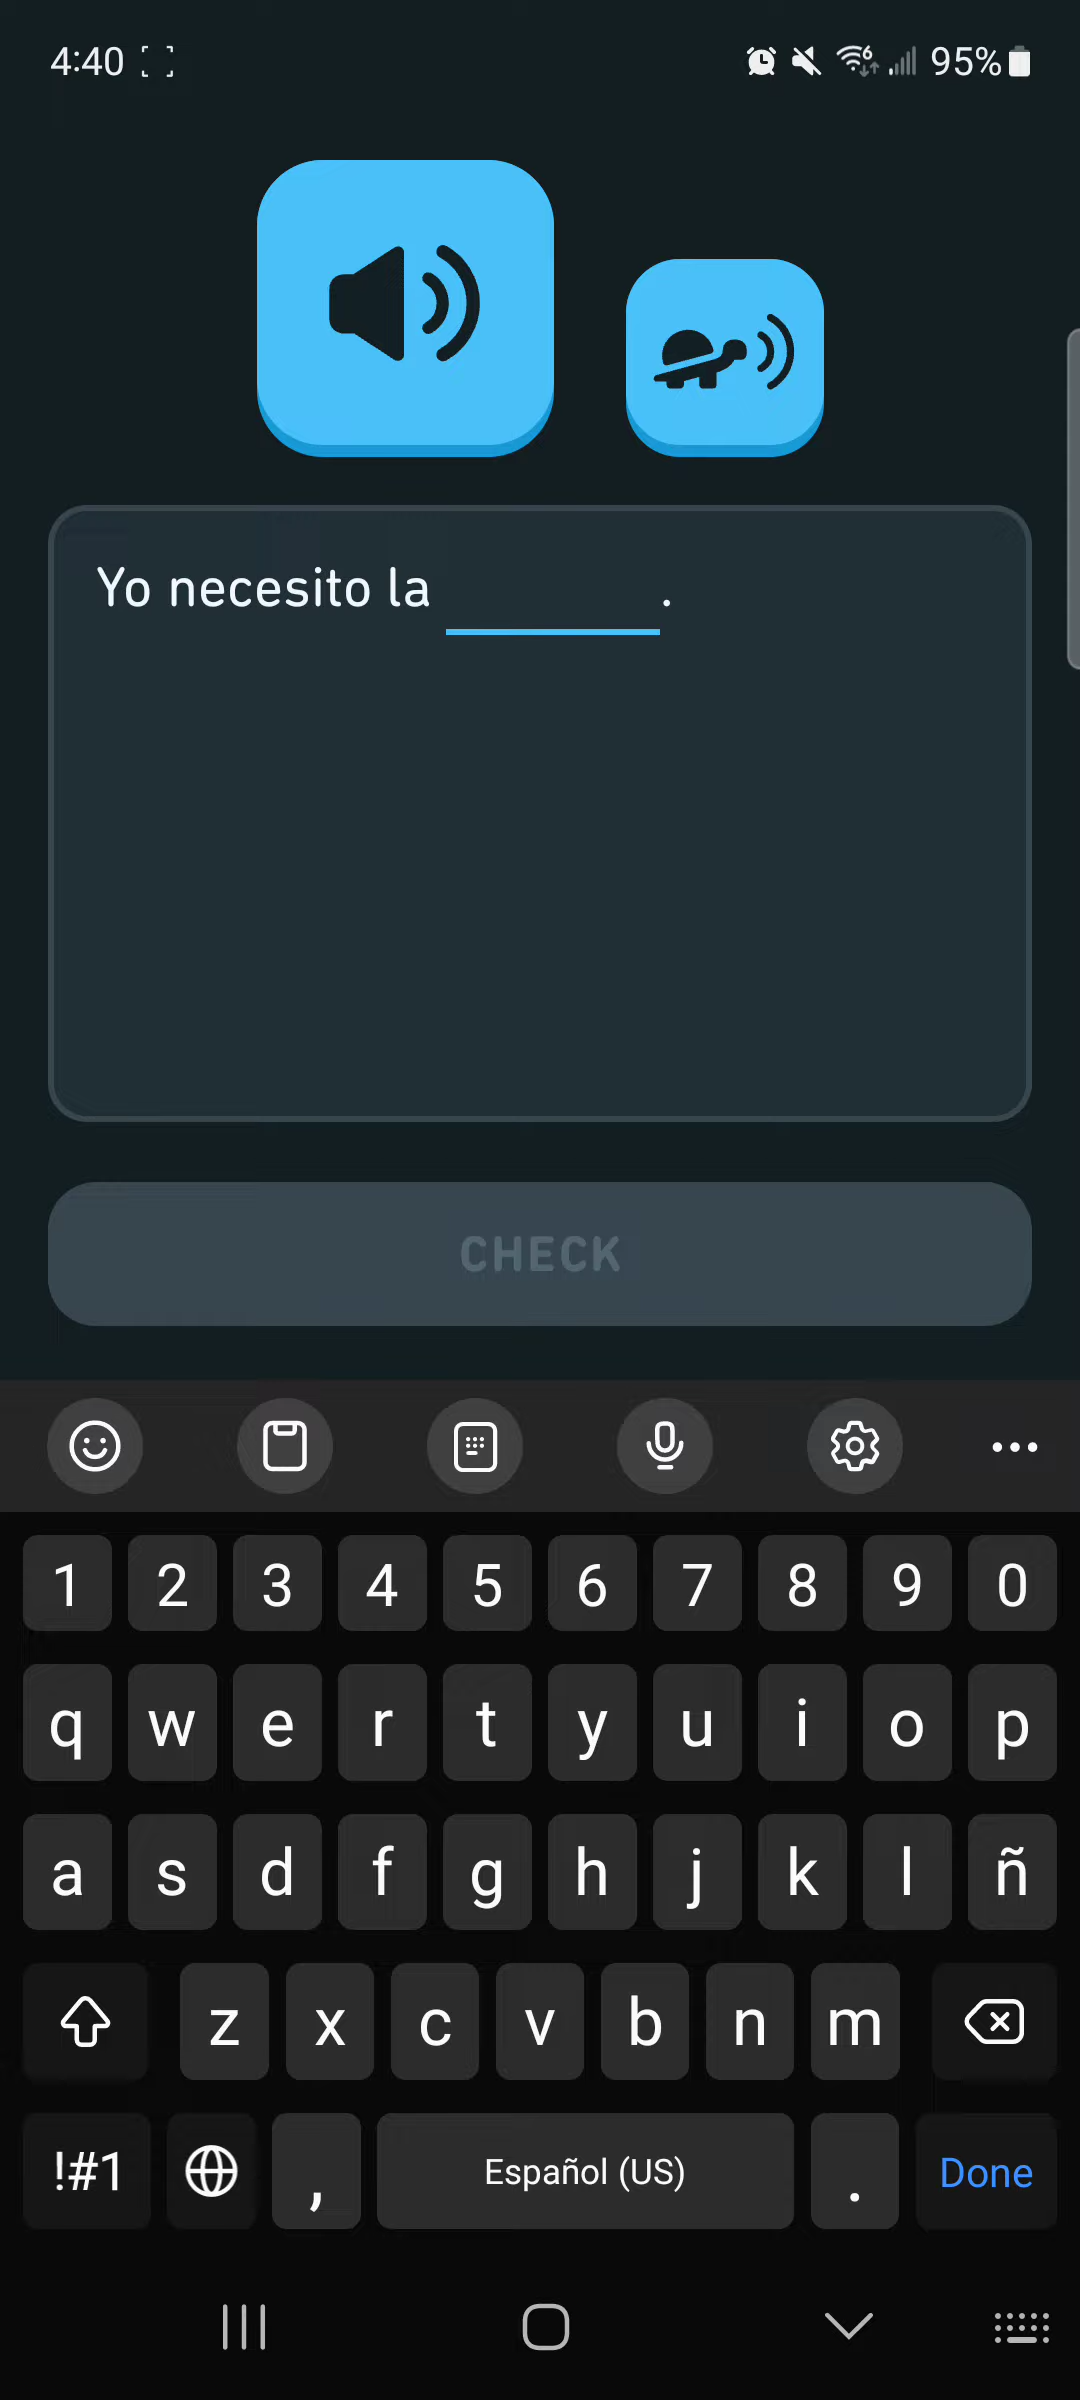 4:40 95%
Yo necesito la ______.
CHECK
1 2 3 4 5 6 7 8 9 0
q w e r t y u i o p
a s d f g h j k l ñ
z x c v b n m
!#1 , Español (US) . Done